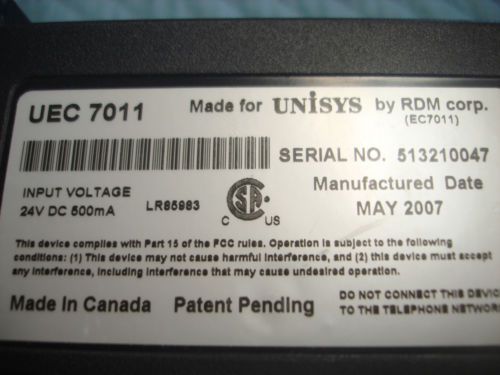 UEC 7011 Made for UNiSYS by RDM corp.
(EC7011)
SERIAL NO. 513210047
INPUT VOLTAGE
24V DC 500mA
LR85983
C SA US
Manufactured Date
MAY 2007
This device complies with Part 15 of the FCC rules. Operation is subject to the following
conditions: (1) This device may not cause harmful interference, and (2) this device must accept
any interference, including interference that may cause undesired operation.
Made In Canada Patent Pending
DO NOT CONNECT THIS DEVICE
TO THE TELEPHONE NETWORK